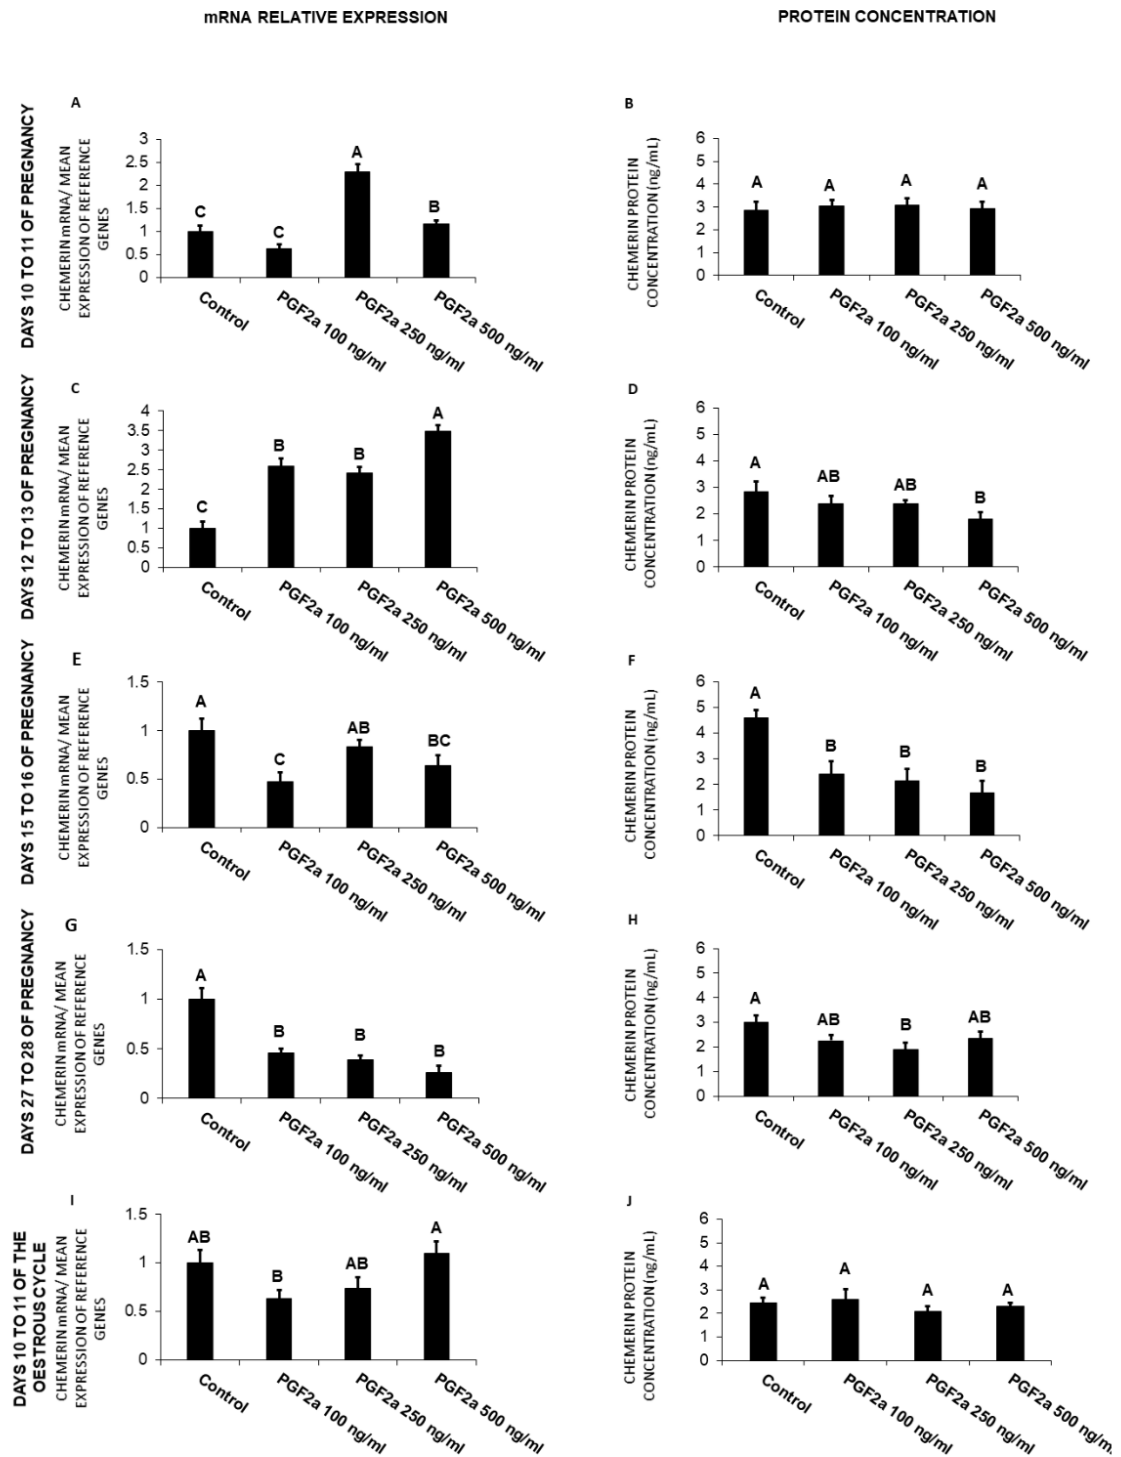 mRNA RELATIVE EXPRESSION
PROTEIN CONCENTRATION
DAYS 10 TO 11 OF PREGNANCY
A
CHEMERIN mRNA/ MEAN
EXPRESSION OF REFERENCE
GENES
3
2.5
2
1.5
1
0.5
0
C
C
A
B
Control
PGF2a 100 ng/ml
PGF2a 250 ng/ml
PGF2a 500 ng/ml
B
CHEMERIN PROTEIN
CONCENTRATION (ng/mL)
6
5
4
3
2
1
0
A
A
A
A
Control
PGF2a 100 ng/ml
PGF2a 250 ng/ml
PGF2a 500 ng/ml
DAYS 12 TO 13 OF PREGNANCY
C
CHEMERIN mRNA/ MEAN
EXPRESSION OF REFERENCE
GENES
4
3.5
3
2.5
2
1.5
1
0.5
0
C
B
B
A
Control
PGF2a 100 ng/ml
PGF2a 250 ng/ml
PGF2a 500 ng/ml
D
CHEMERIN PROTEIN
CONCENTRATION (ng/mL)
6
5
4
3
2
1
0
A
AB
AB
B
Control
PGF2a 100 ng/ml
PGF2a 250 ng/ml
PGF2a 500 ng/ml
DAYS 15 TO 16 OF PREGNANCY
E
CHEMERIN mRNA/ MEAN
EXPRESSION OF REFERENCE
GENES
1.5
1
0.5
0
A
C
AB
BC
Control
PGF2a 100 ng/ml
PGF2a 250 ng/ml
PGF2a 500 ng/ml
F
CHEMERIN PROTEIN
CONCENTRATION (ng/mL)
6
5
4
3
2
1
0
A
B
B
B
Control
PGF2a 100 ng/ml
PGF2a 250 ng/ml
PGF2a 500 ng/ml
DAYS 27 TO 28 OF PREGNANCY
G
CHEMERIN mRNA/ MEAN
EXPRESSION OF REFERENCE
GENES
1.5
1
0.5
0
A
B
B
B
Control
PGF2a 100 ng/ml
PGF2a 250 ng/ml
PGF2a 500 ng/ml
H
CHEMERIN PROTEIN
CONCENTRATION (ng/mL)
6
5
4
3
2
1
0
A
AB
B
AB
Control
PGF2a 100 ng/ml
PGF2a 250 ng/ml
PGF2a 500 ng/ml
DAYS 10 TO 11 OF THE
OESTROUS CYCLE
I
CHEMERIN mRNA/ MEAN
EXPRESSION OF REFERENCE
GENES
1.5
1
0.5
0
AB
B
AB
A
Control
PGF2a 100 ng/ml
PGF2a 250 ng/ml
PGF2a 500 ng/ml
J
CHEMERIN PROTEIN
CONCENTRATION (ng/mL)
6
5
4
3
2
1
0
A
A
A
A
Control
PGF2a 100 ng/ml
PGF2a 250 ng/ml
PGF2a 500 ng/m